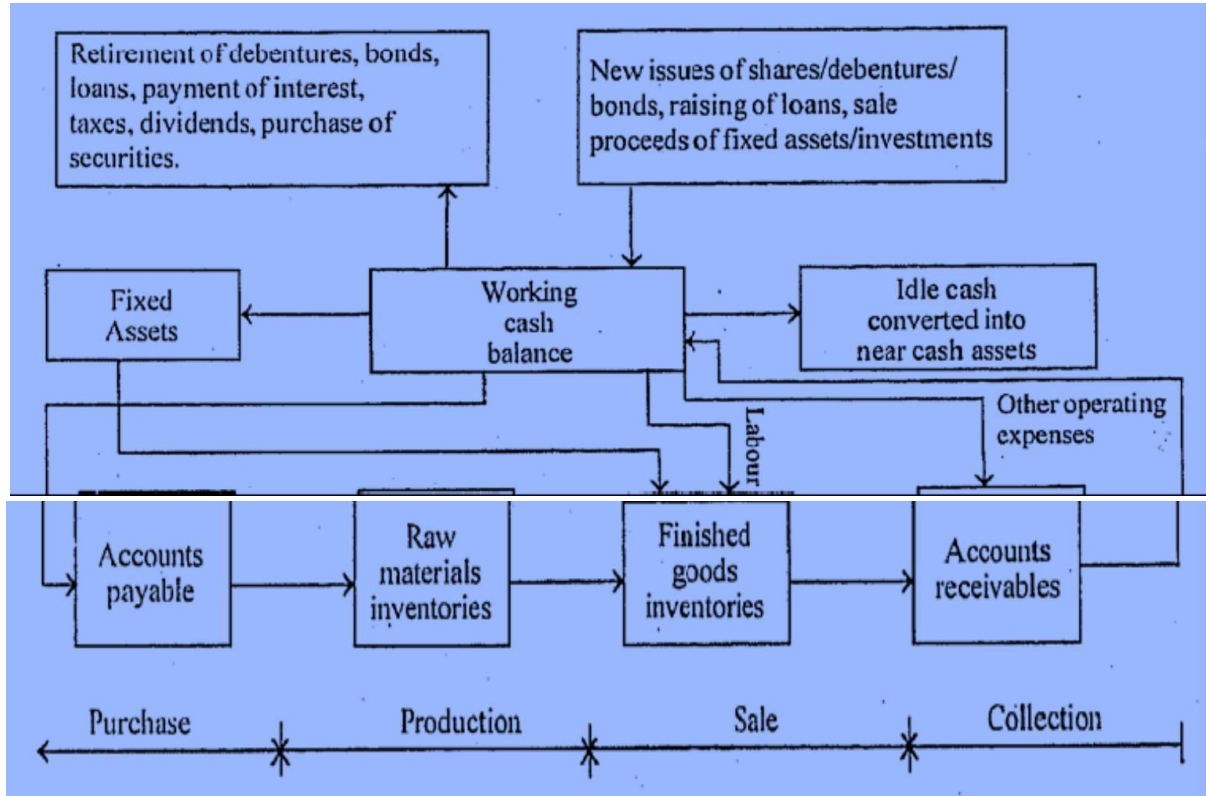 Retirement of debentures, bonds,
loans, payment of interest,
taxes, dividends, purchase of
securities.
New issues of shares/debentures/
bonds, raising of loans, sale
proceeds of fixed assets/investments
Fixed
Assets
Working
cash
balance
Idle cash
converted into
near cash assets
Labour
Other operating
expenses
Accounts
payable
Raw
materials
inventories
Finished
goods
inventories
Accounts
receivables
Purchase
Production
Sale
Collection